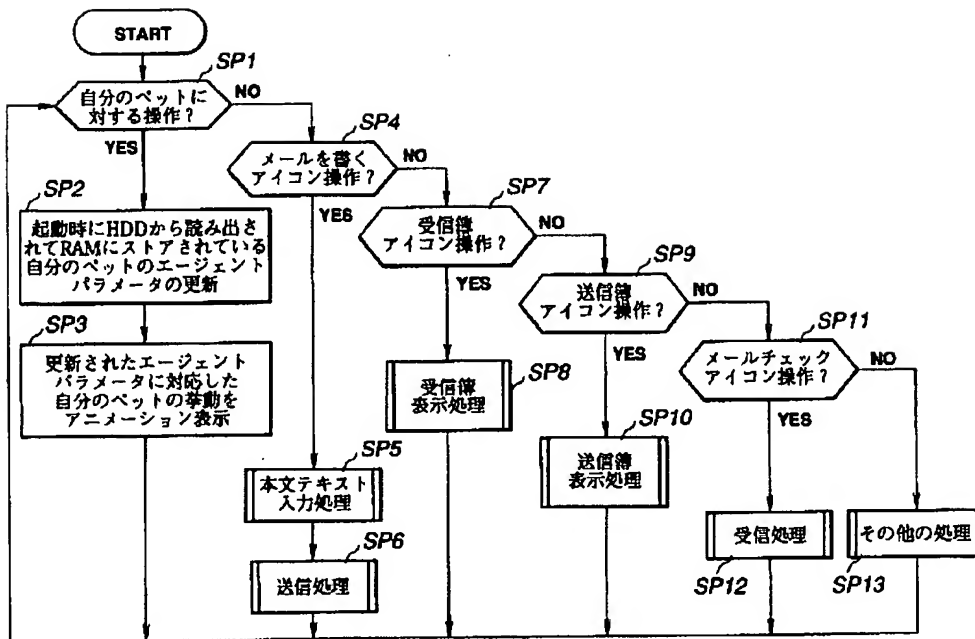 START
SP1
自分のペットに
対する操作?
NO
YES
SP4
メールを書く
アイコン操作?
NO
YES
SP2
起動時にHDDから読み出さ
れてRAMにストアされている
自分のペットのエージェント
パラメータの更新
SP3
更新されたエージェント
パラメータに対応した
自分のペットの挙動を
アニメーション表示
SP5
本文テキスト
入力処理
SP6
送信処理
SP7
受信簿
アイコン操作?
NO
YES
SP8
受信簿
表示処理
SP9
送信簿
アイコン操作?
NO
YES
SP10
送信簿
表示処理
SP11
メールチェック
アイコン操作?
NO
YES
受信処理
SP12
その他の処理
SP13